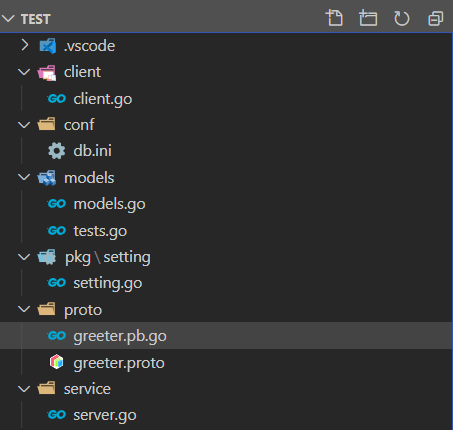 TEST
.vscode
client
GO client.go
conf
db.ini
models
GO models.go
GO tests.go
pkg\setting
GO setting.go
proto
GO greeter.pb.go
greeter.proto
service
GO server.go